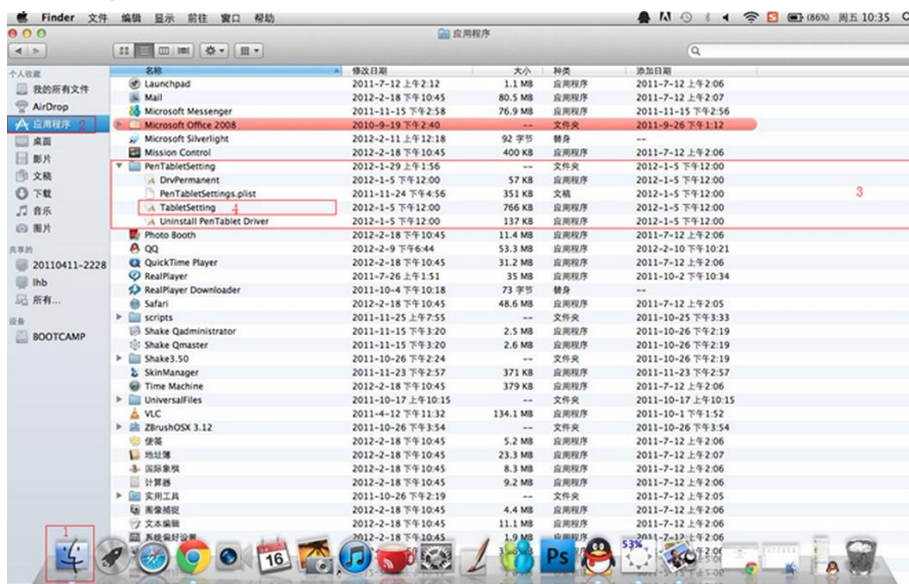 Finder 文件 编辑 显示 前往 窗口 帮助 (86%) 周五 10:35
应用程序
名称 修改日期 大小 种类 添加日期
个人收藏
我的所有文件
AirDrop
应用程序 2
桌面
影片
文稿
下载
音乐
图片
共享的
20110411-2228
lhb
所有...
设备
BOOTCAMP
Launchpad 2011-7-12 上午2:12 1.1 MB 应用程序 2011-7-12 上午2:06
Mail 2012-2-18 下午10:45 80.5 MB 应用程序 2011-7-12 上午2:07
Microsoft Messenger 2011-11-15 下午2:58 76.9 MB 应用程序 2011-11-15 下午2:56
Microsoft Office 2008 2010-9-19 下午2:40 -- 文件夹 2011-9-26 下午1:12
Microsoft Silverlight 2012-2-11 上午12:18 92 字节 替身 --
Mission Control 2012-2-18 下午10:45 400 KB 应用程序 2011-7-12 上午2:06
PenTabletSetting 2012-1-29 上午1:56 -- 文件夹 2012-1-5 下午12:00
DrvPermanent 2012-1-5 下午12:00 57 KB 应用程序 2012-1-5 下午12:00
PenTabletSettings.plist 2011-11-24 下午4:56 351 KB 文稿 2012-1-5 下午12:00
3
TabletSetting 4 2012-1-5 下午12:00 766 KB 应用程序 2012-1-5 下午12:00
Uninstall PenTablet Driver 2012-1-5 下午12:00 137 KB 应用程序 2012-1-5 下午12:00
Photo Booth 2012-2-18 下午10:45 11.4 MB 应用程序 2011-7-12 上午2:06
QQ 2012-2-9 下午6:44 53.3 MB 应用程序 2012-2-10 下午10:21
QuickTime Player 2012-2-18 下午10:45 31.2 MB 应用程序 2011-7-12 上午2:06
RealPlayer 2011-7-26 上午1:51 35 MB 应用程序 2011-10-2 下午10:34
RealPlayer Downloader 2011-10-4 下午10:18 73 字节 替身 --
Safari 2012-2-18 下午10:45 48.6 MB 应用程序 2011-7-12 上午2:05
scripts 2011-11-25 上午7:55 -- 文件夹 2011-10-25 下午3:33
Shake Qadministrator 2011-11-15 下午3:20 2.5 MB 应用程序 2011-10-26 下午2:19
Shake Qmaster 2011-11-15 下午3:20 2.6 MB 应用程序 2011-10-26 下午2:19
Shake3.50 2011-10-26 下午2:24 -- 文件夹 2011-10-26 下午2:19
SkinManager 2011-11-23 下午2:57 371 KB 应用程序 2011-11-23 下午2:57
Time Machine 2012-2-18 下午10:45 379 KB 应用程序 2011-7-12 上午2:06
UniversalFiles 2011-10-17 上午10:15 -- 文件夹 2011-10-17 上午10:15
VLC 2011-4-12 下午11:32 134.1 MB 应用程序 2011-10-1 下午1:52
ZBrushOSX 3.12 2011-10-26 下午3:54 -- 文件夹 2011-10-26 下午3:54
便笺 2012-2-18 下午10:45 5.2 MB 应用程序 2011-7-12 上午2:06
地址簿 2012-2-18 下午10:45 23.3 MB 应用程序 2011-7-12 上午2:06
国际象棋 2012-2-18 下午10:45 8.3 MB 应用程序 2011-7-12 上午2:06
计算器 2012-2-18 下午10:45 9.2 MB 应用程序 2011-7-12 上午2:06
实用工具 2011-10-26 下午2:19 -- 文件夹 2011-7-12 上午2:05
图像捕捉 2012-2-18 下午10:45 4.4 MB 应用程序 2011-7-12 上午2:06
文本编辑 2012-2-18 下午10:45 11.1 MB 应用程序 2011-7-12 上午2:06
系统偏好设置 2012-2-18 下午10:45 1.9 MB 应用程序 2011-7-12 上午2:06
1
16
Ps
53%